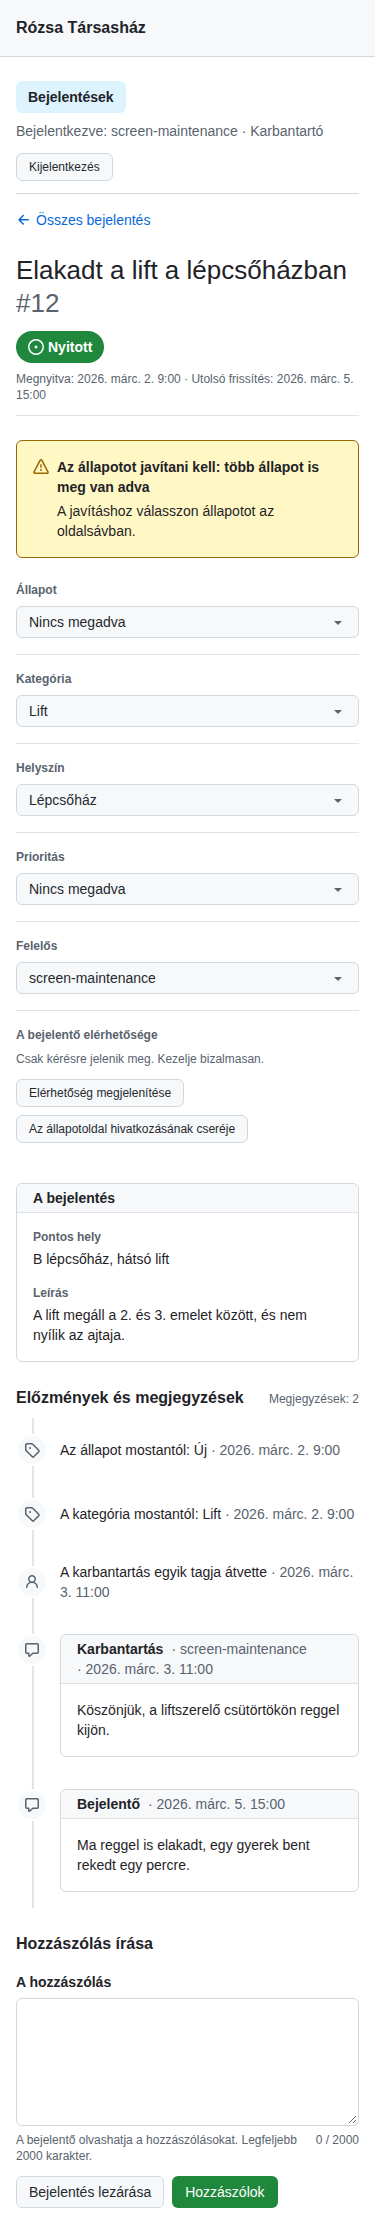 Rózsa Társasház
Bejelentések
Bejelentkezve: screen-maintenance · Karbantartó
Kijelentkezés
Összes bejelentés
Elakadt a lift a lépcsőházban
#12
Nyitott
Megnyitva: 2026. márc. 2. 9:00 · Utolsó frissítés: 2026. márc. 5.
15:00
Az állapotot javítani kell: több állapot is
meg van adva
A javításhoz válasszon állapotot az
oldalsávban.
Állapot
Nincs megadva
Kategória
Lift
Helyszín
Lépcsőház
Prioritás
Nincs megadva
Felelős
screen-maintenance
A bejelentő elérhetősége
Csak kérésre jelenik meg. Kezelje bizalmasan.
Elérhetőség megjelenítése
Az állapotoldal hivatkozásának cseréje
A bejelentés
Pontos hely
B lépcsőház, hátsó lift
Leírás
A lift megáll a 2. és 3. emelet között, és nem
nyílik az ajtaja.
Előzmények és megjegyzések
Megjegyzések: 2
Az állapot mostantól: Új · 2026. márc. 2. 9:00
A kategória mostantól: Lift · 2026. márc. 2. 9:00
A karbantartás egyik tagja átvette · 2026. márc.
3. 11:00
Karbantartás · screen-maintenance
· 2026. márc. 3. 11:00
Köszönjük, a liftszerelő csütörtökön reggel
kijön.
Bejelentő · 2026. márc. 5. 15:00
Ma reggel is elakadt, egy gyerek bent
rekedt egy percre.
Hozzászólás írása
A hozzászólás
A bejelentő olvashatja a hozzászólásokat. Legfeljebb
2000 karakter.
0 / 2000
Bejelentés lezárása
Hozzászólok